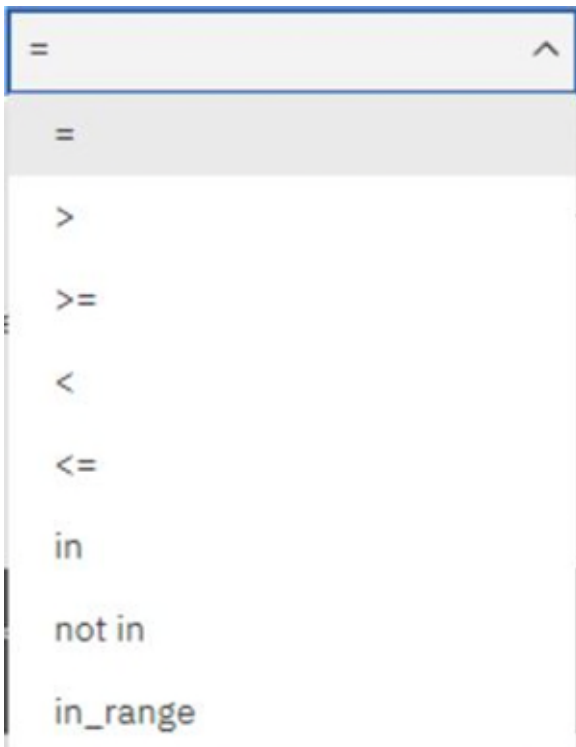 =
=
>
>=
<
<=
in
not in
in_range